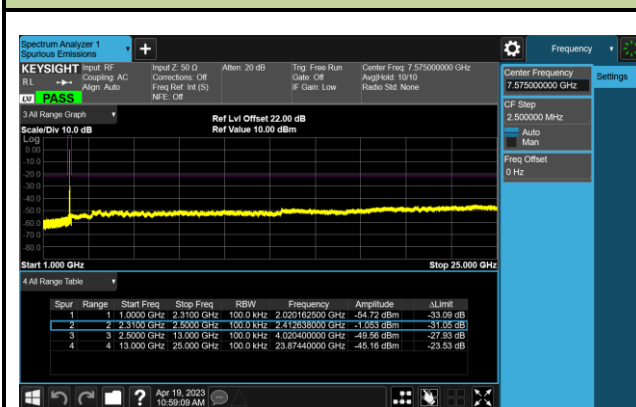 Spectrum Analyzer 1
Spurious Emissions
Frequency
KEYSIGHT Input: RF
RL Coupling: AC
Align: Auto
Input Z: 50 Ω
Corrections: Off
Freq Ref: Int (S)
NFE: Off
Atten: 20 dB
Trig: Free Run
Gate: Off
IF Gain: Low
Center Freq: 7.575000000 GHz
Avg|Hold: 10/10
Radio Std: None
LXI PASS
Center Frequency
7.575000000 GHz
Settings
CF Step
2.500000 MHz
Auto
Man
Freq Offset
0 Hz
3 All Range Graph
Scale/Div 10.0 dB
Ref Lvl Offset 22.00 dB
Ref Value 10.00 dBm
Log
0.00
-10.0
-20.0
-30.0
-40.0
-50.0
-60.0
-70.0
-80.0
Start 1.000 GHz
Stop 25.000 GHz
4 All Range Table
Spur Range Start Freq Stop Freq RBW Frequency Amplitude ΔLimit
1 1 1.0000 GHz 2.3100 GHz 100.0 kHz 2.020162500 GHz -54.72 dBm -33.09 dB
2 2 2.3100 GHz 2.5000 GHz 100.0 kHz 2.412638000 GHz -1.053 dBm -31.05 dB
3 3 2.5000 GHz 13.000 GHz 100.0 kHz 4.020400000 GHz -49.56 dBm -27.93 dB
4 4 13.000 GHz 25.000 GHz 100.0 kHz 23.87440000 GHz -45.16 dBm -23.53 dB
Apr 19, 2023
10:59:09 AM